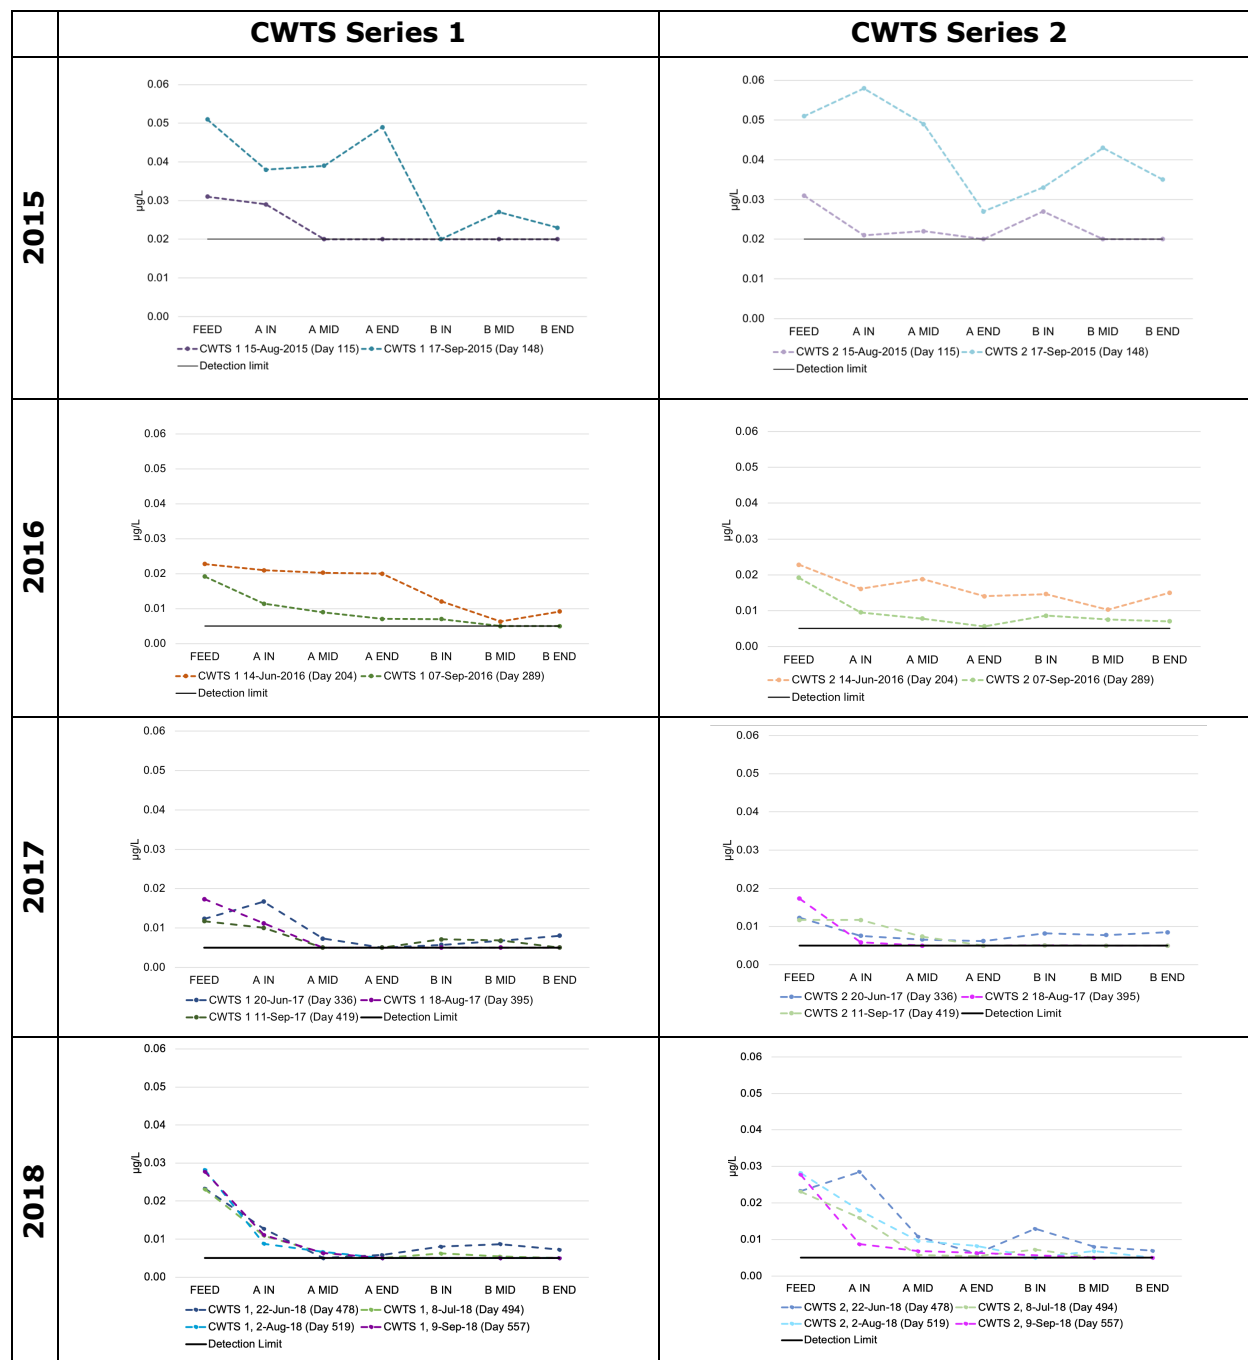 CWTS Series 1
CWTS Series 2
2015
0.06
0.05
0.04
0.03
0.02
0.01
0.00
µg/L
FEED A IN A MID A END B IN B MID B END
CWTS 1 15-Aug-2015 (Day 115) CWTS 1 17-Sep-2015 (Day 148)
Detection limit
0.06
0.05
0.04
0.03
0.02
0.01
0.00
µg/L
FEED A IN A MID A END B IN B MID B END
CWTS 2 15-Aug-2015 (Day 115) CWTS 2 17-Sep-2015 (Day 148)
Detection limit
2016
0.06
0.05
0.04
0.03
0.02
0.01
0.00
µg/L
FEED A IN A MID A END B IN B MID B END
CWTS 1 14-Jun-2016 (Day 204) CWTS 1 07-Sep-2016 (Day 289)
Detection limit
0.06
0.05
0.04
0.03
0.02
0.01
0.00
µg/L
FEED A IN A MID A END B IN B MID B END
CWTS 2 14-Jun-2016 (Day 204) CWTS 2 07-Sep-2016 (Day 289)
Detection limit
2017
0.06
0.05
0.04
0.03
0.02
0.01
0.00
µg/L
FEED A IN A MID A END B IN B MID B END
CWTS 1 20-Jun-17 (Day 336) CWTS 1 18-Aug-17 (Day 395)
CWTS 1 11-Sep-17 (Day 419) Detection Limit
0.06
0.05
0.04
0.03
0.02
0.01
0.00
µg/L
FEED A IN A MID A END B IN B MID B END
CWTS 2 20-Jun-17 (Day 336) CWTS 2 18-Aug-17 (Day 395)
CWTS 2 11-Sep-17 (Day 419) Detection Limit
2018
0.06
0.05
0.04
0.03
0.02
0.01
0.00
µg/L
FEED A IN A MID A END B IN B MID B END
CWTS 1, 22-Jun-18 (Day 478) CWTS 1, 8-Jul-18 (Day 494)
CWTS 1, 2-Aug-18 (Day 519) CWTS 1, 9-Sep-18 (Day 557)
Detection Limit
0.06
0.05
0.04
0.03
0.02
0.01
0.00
µg/L
FEED A IN A MID A END B IN B MID B END
CWTS 2, 22-Jun-18 (Day 478) CWTS 2, 8-Jul-18 (Day 494)
CWTS 2, 2-Aug-18 (Day 519) CWTS 2, 9-Sep-18 (Day 557)
Detection Limit